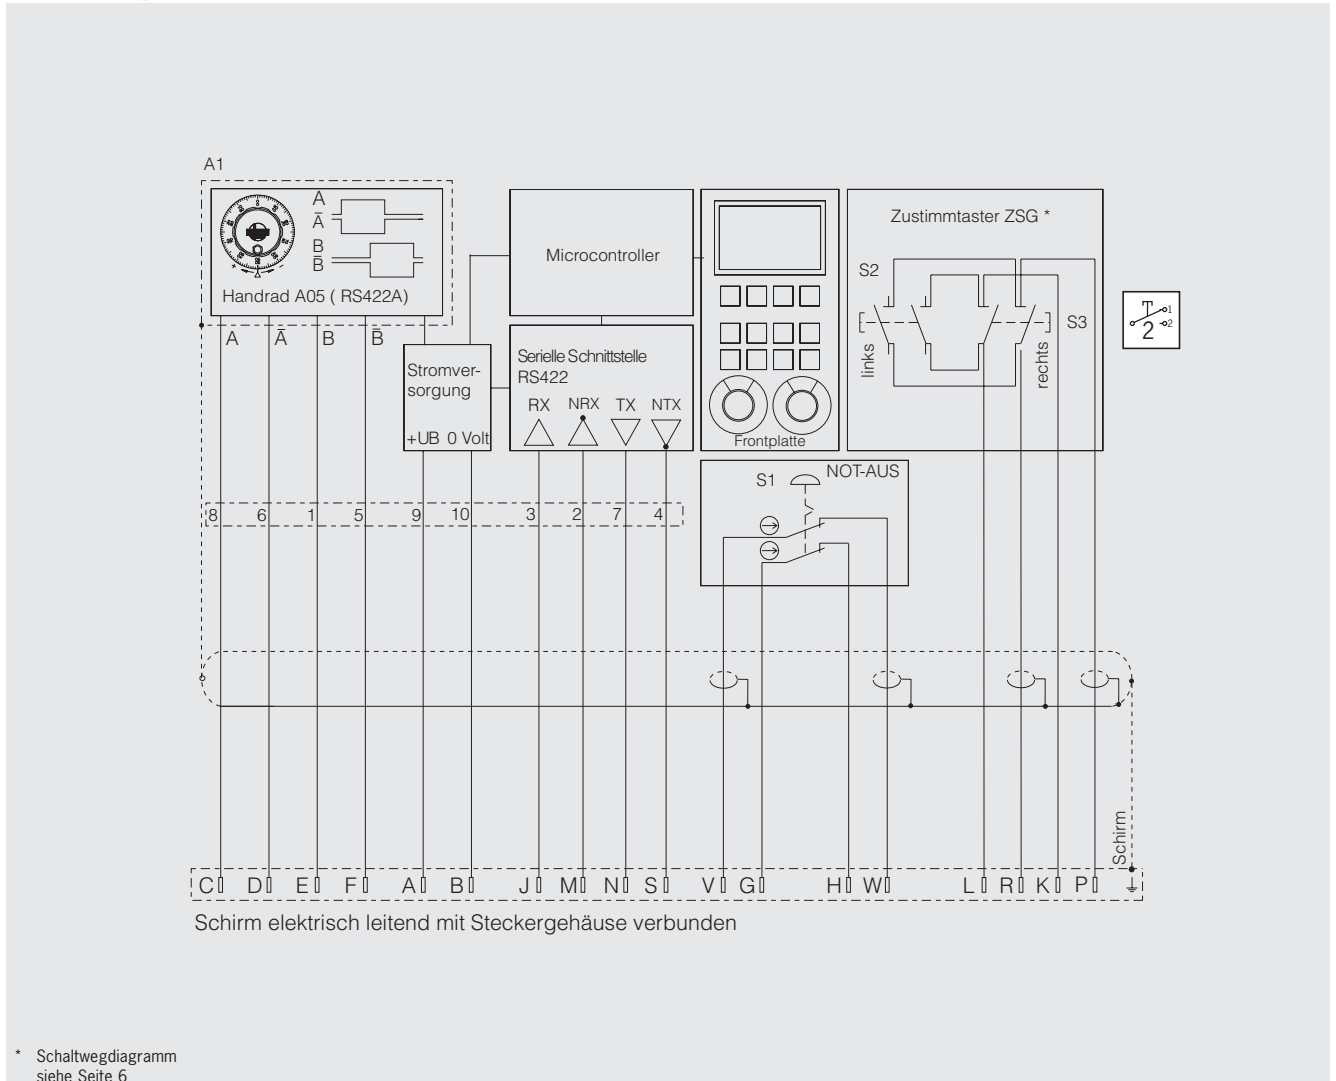 A1
A
A̅
B
B̅
Handrad A05 ( RS422A)
A A̅ B B̅
Microcontroller
Stromver-
sorgung
+UB 0 Volt
Serielle Schnittstelle
RS422
RX NRX TX NTX
Frontplatte
Zustimmtaster ZSG *
S2
S3
links
rechts
1
2
2
S1
NOT-AUS
8 6 1 5 9 10 3 2 7 4
Schirm
C D E F A B J M N S V G H W L R K P
Schirm elektrisch leitend mit Steckergehäuse verbunden
* Schaltwegdiagramm
siehe Seite 6